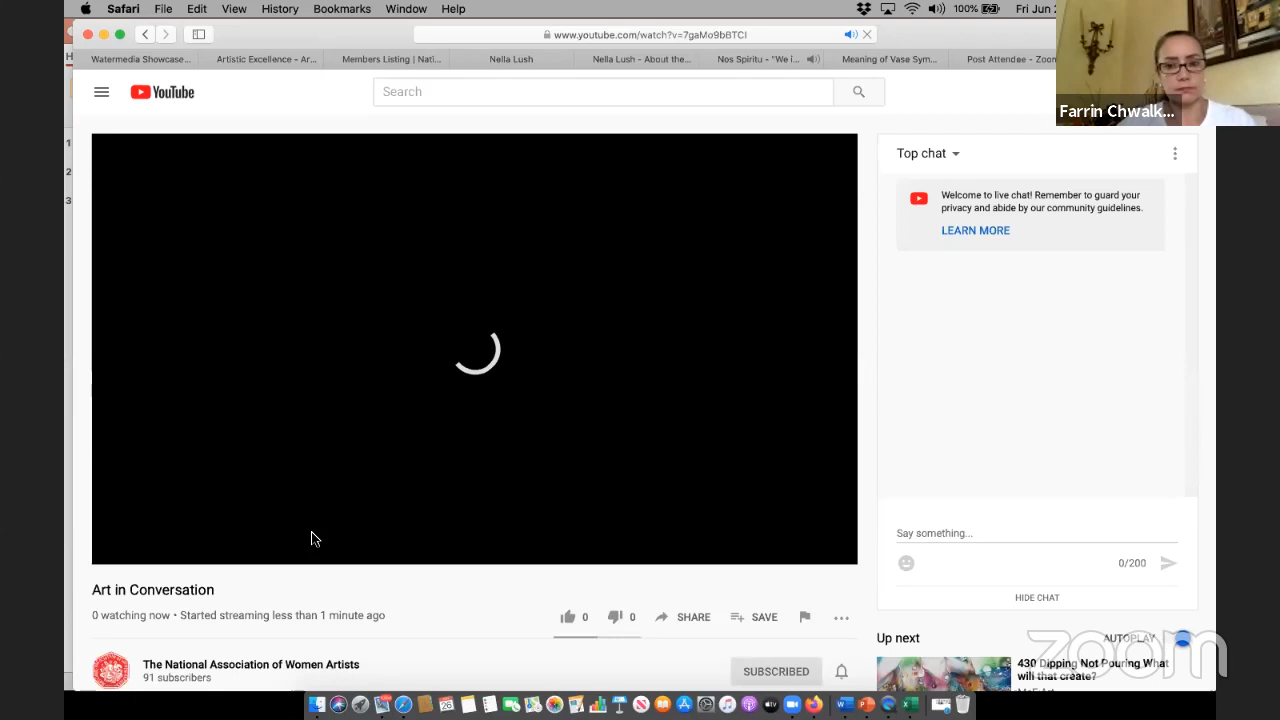 Safari File Edit View History Bookmarks Window Help 100% Fri Jun
www.youtube.com/watch?v=7gaMo9bBTCI
Watermedia Showcase... Artistic Excellence - Ar... Members Listing | Nati... Nella Lush Nella Lush - About the... Nos Spiritu - "We i... Meaning of Vase Sym... Post Attendee - Zoom
YouTube
Search
Farrin Chwalk...
1
2
3
Top chat
Welcome to live chat! Remember to guard your
privacy and abide by our community guidelines.
LEARN MORE
Say something...
0/200
HIDE CHAT
Art in Conversation
0 watching now • Started streaming less than 1 minute ago
0 0 SHARE SAVE
The National Association of Women Artists
91 subscribers
SUBSCRIBED
Up next
AUTOPLAY
430 Dipping Not Pouring What
will that create?
zoom